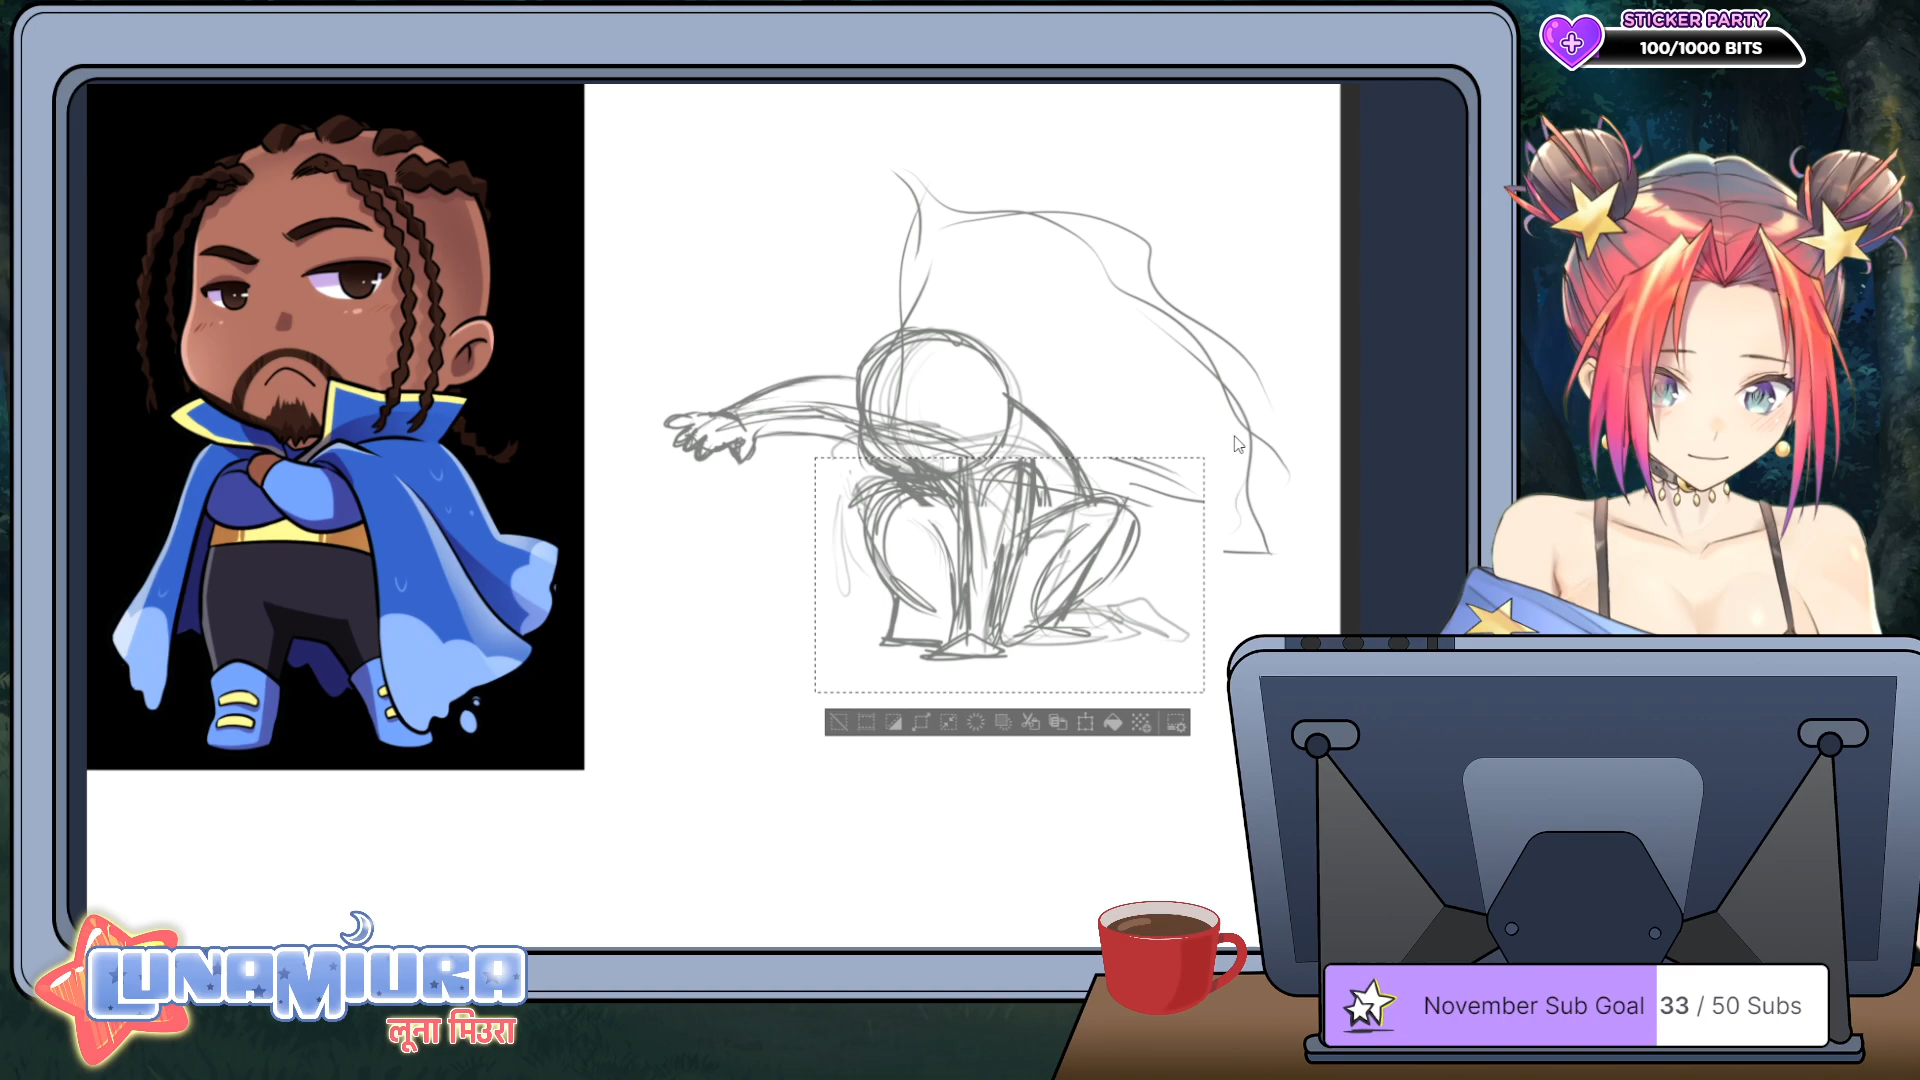 STICKER PARTY
100/1000 BITS
LUNAMIURA
लूना मिउरा
November Sub Goal 33 / 50 Subs